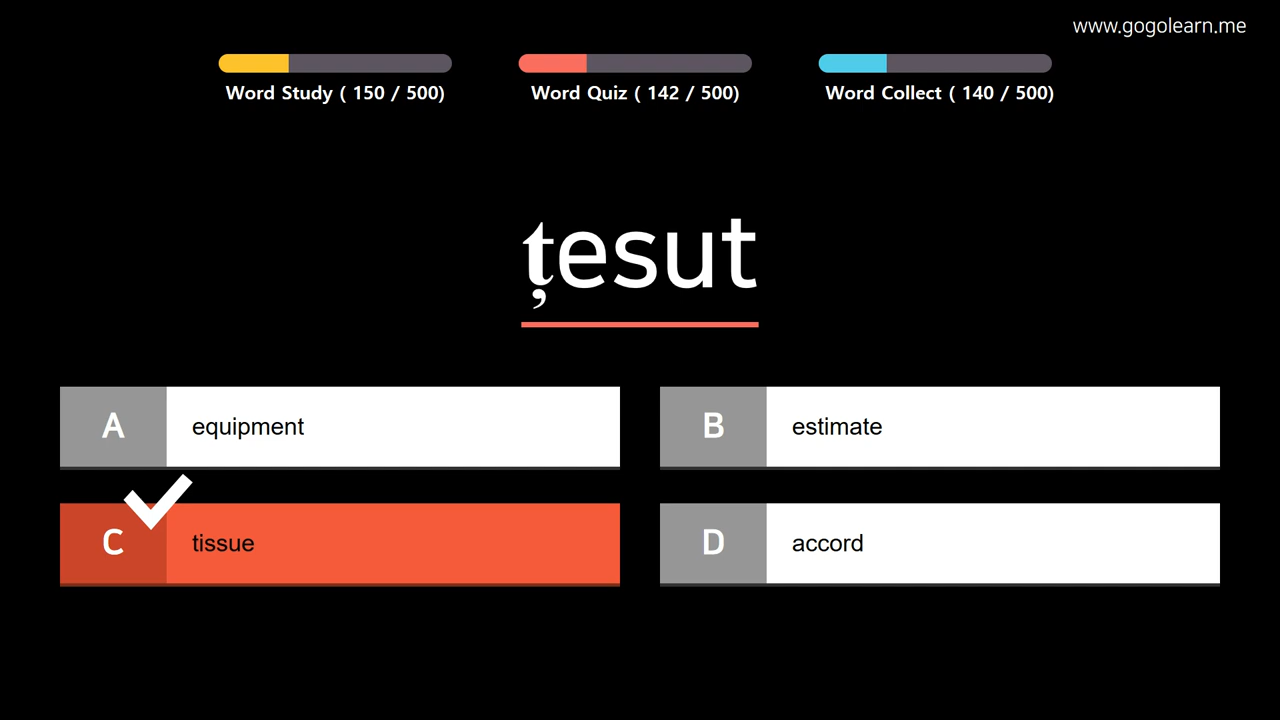 www.gogolearn.me
Word Study ( 150 / 500)
Word Quiz ( 142 / 500)
Word Collect ( 140 / 500)
țesut
A equipment
B estimate
C tissue
D accord